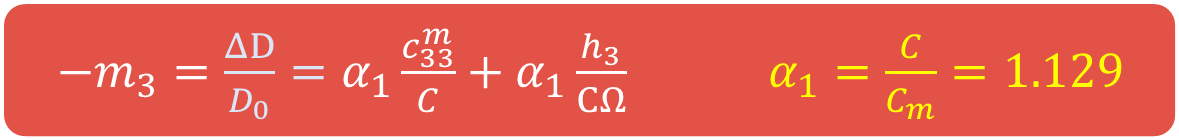 −m₃ = ΔD/D₀ = α₁ c₃₃ᵐ/C + α₁ h₃/CΩ α₁ = C/Cₘ = 1.129